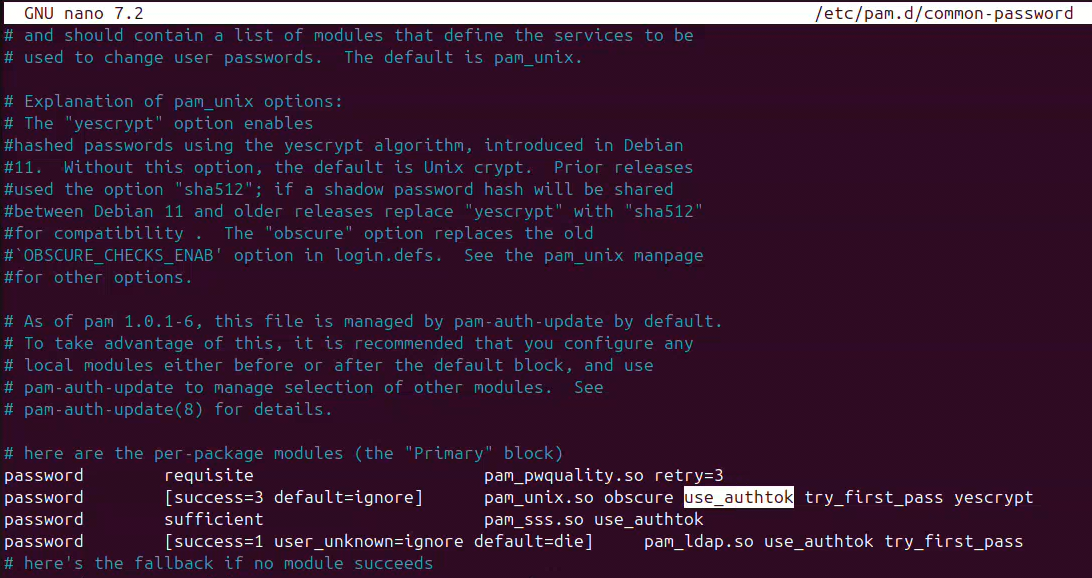 GNU nano 7.2 /etc/pam.d/common-password
# and should contain a list of modules that define the services to be
# used to change user passwords.  The default is pam_unix.
# Explanation of pam_unix options:
# The "yescrypt" option enables
#hashed passwords using the yescrypt algorithm, introduced in Debian
#11.  Without this option, the default is Unix crypt.  Prior releases
#used the option "sha512"; if a shadow password hash will be shared
#between Debian 11 and older releases replace "yescrypt" with "sha512"
#for compatibility .  The "obscure" option replaces the old
#`OBSCURE_CHECKS_ENAB' option in login.defs.  See the pam_unix manpage
#for other options.
# As of pam 1.0.1-6, this file is managed by pam-auth-update by default.
# To take advantage of this, it is recommended that you configure any
# local modules either before or after the default block, and use
# pam-auth-update to manage selection of other modules.  See
# pam-auth-update(8) for details.
# here are the per-package modules (the "Primary" block)
password        requisite                       pam_pwquality.so retry=3
password        [success=3 default=ignore]      pam_unix.so obscure use_authtok try_first_pass yescrypt
password        sufficient                      pam_sss.so use_authtok
password        [success=1 user_unknown=ignore default=die]     pam_ldap.so use_authtok try_first_pass
# here's the fallback if no module succeeds